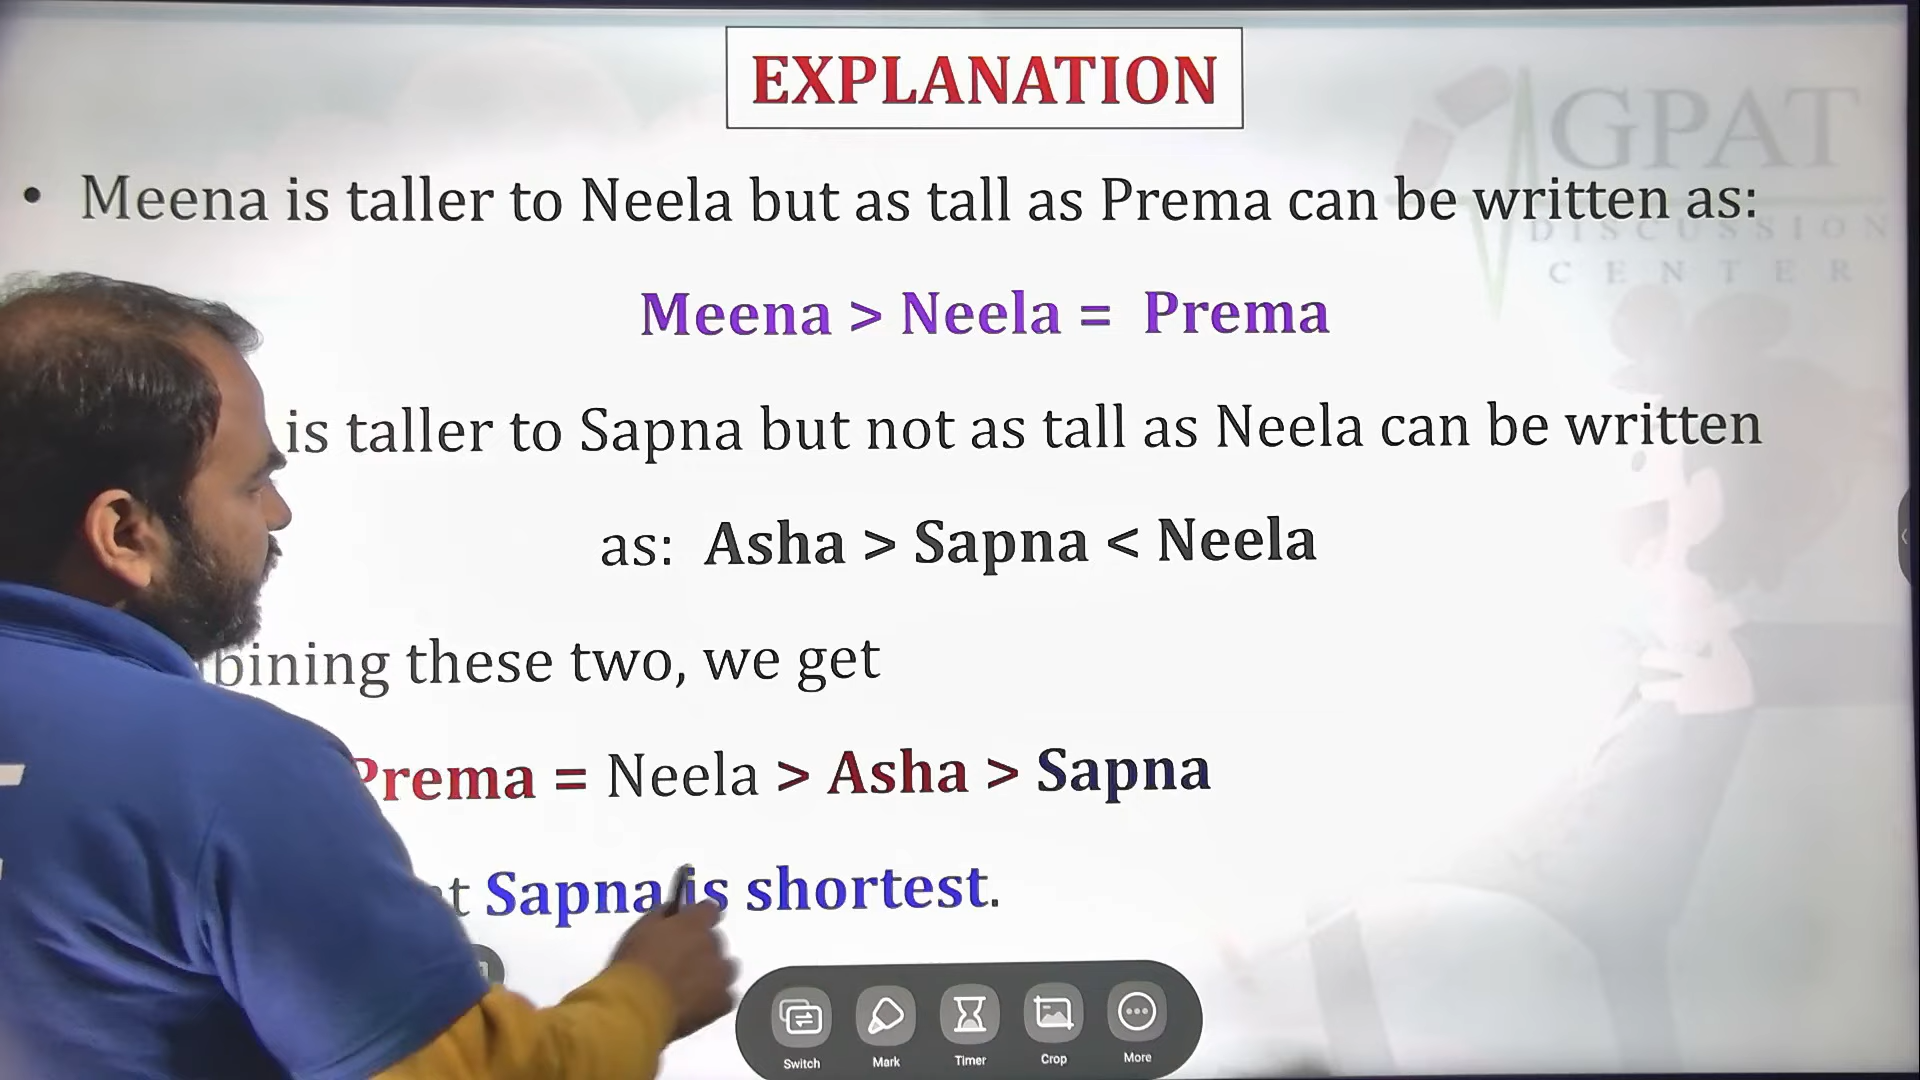 EXPLANATION
GPAT
DISCUSSION
CENTER
• Meena is taller to Neela but as tall as Prema can be written as:
Meena > Neela = Prema
is taller to Sapna but not as tall as Neela can be written
as: Asha > Sapna < Neela
bining these two, we get
Prema = Neela > Asha > Sapna
t Sapna is shortest.
Switch Mark Timer Crop More